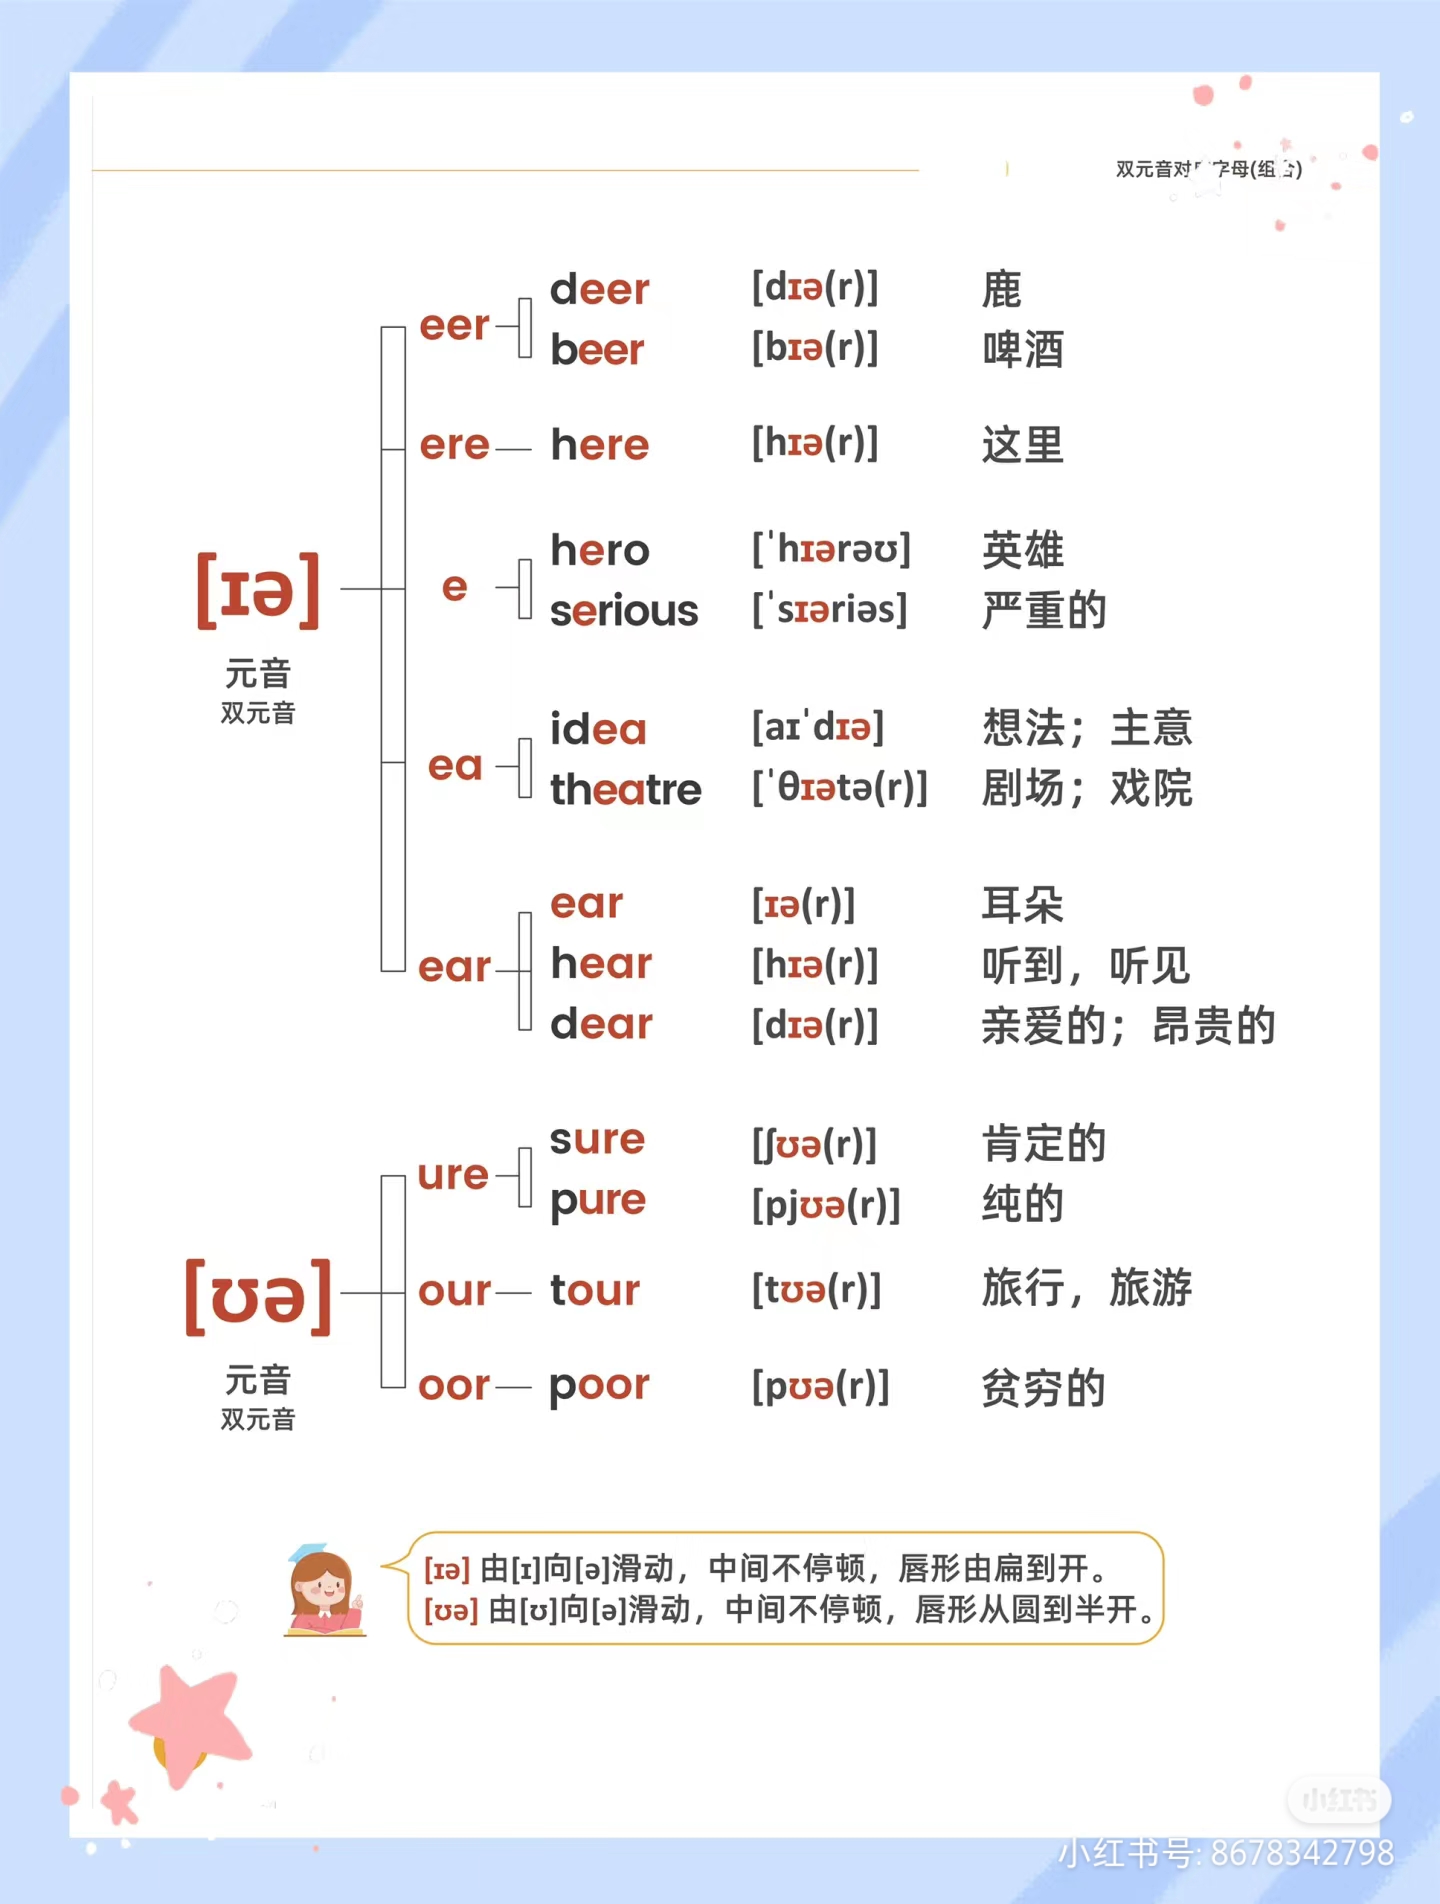 双元音对应字母(组合)
eer
deer [dɪə(r)] 鹿
beer [bɪə(r)] 啤酒
ere
here [hɪə(r)] 这里
[ɪə]
元音
双元音
e
hero [ˈhɪərəʊ] 英雄
serious [ˈsɪəriəs] 严重的
ea
idea [aɪˈdɪə] 想法；主意
theatre [ˈθɪətə(r)] 剧场；戏院
ear
ear [ɪə(r)] 耳朵
hear [hɪə(r)] 听到，听见
dear [dɪə(r)] 亲爱的；昂贵的
ure
sure [ʃʊə(r)] 肯定的
pure [pjʊə(r)] 纯的
[ʊə]
元音
双元音
our
tour [tʊə(r)] 旅行，旅游
oor
poor [pʊə(r)] 贫穷的
[ɪə] 由[ɪ]向[ə]滑动，中间不停顿，唇形由扁到开。
[ʊə] 由[ʊ]向[ə]滑动，中间不停顿，唇形从圆到半开。
小红书
小红书号: 8678342798